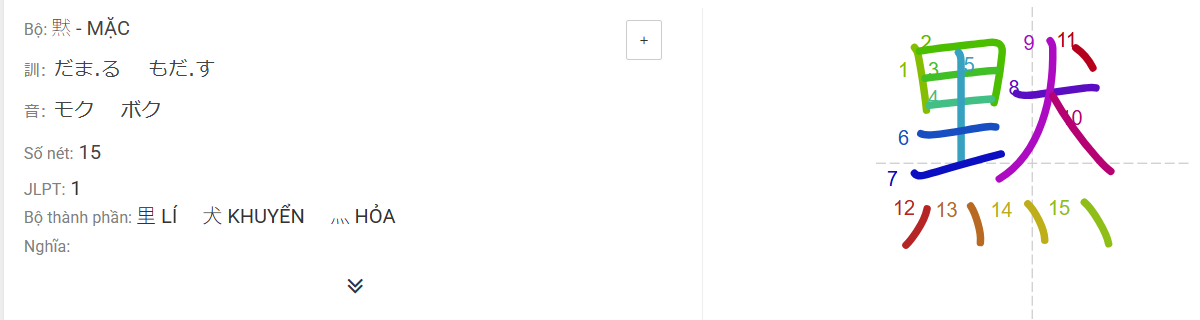 Bộ: 黙 - MẶC
+
訓: だま.る もだ.す
音: モク ボク
Số nét: 15
JLPT: 1
Bộ thành phần: 里 LÍ 犬 KHUYỂN 灬 HỎA
Nghĩa:
黙
1 2 3 4 5 6 7 8 9 10 11 12 13 14 15